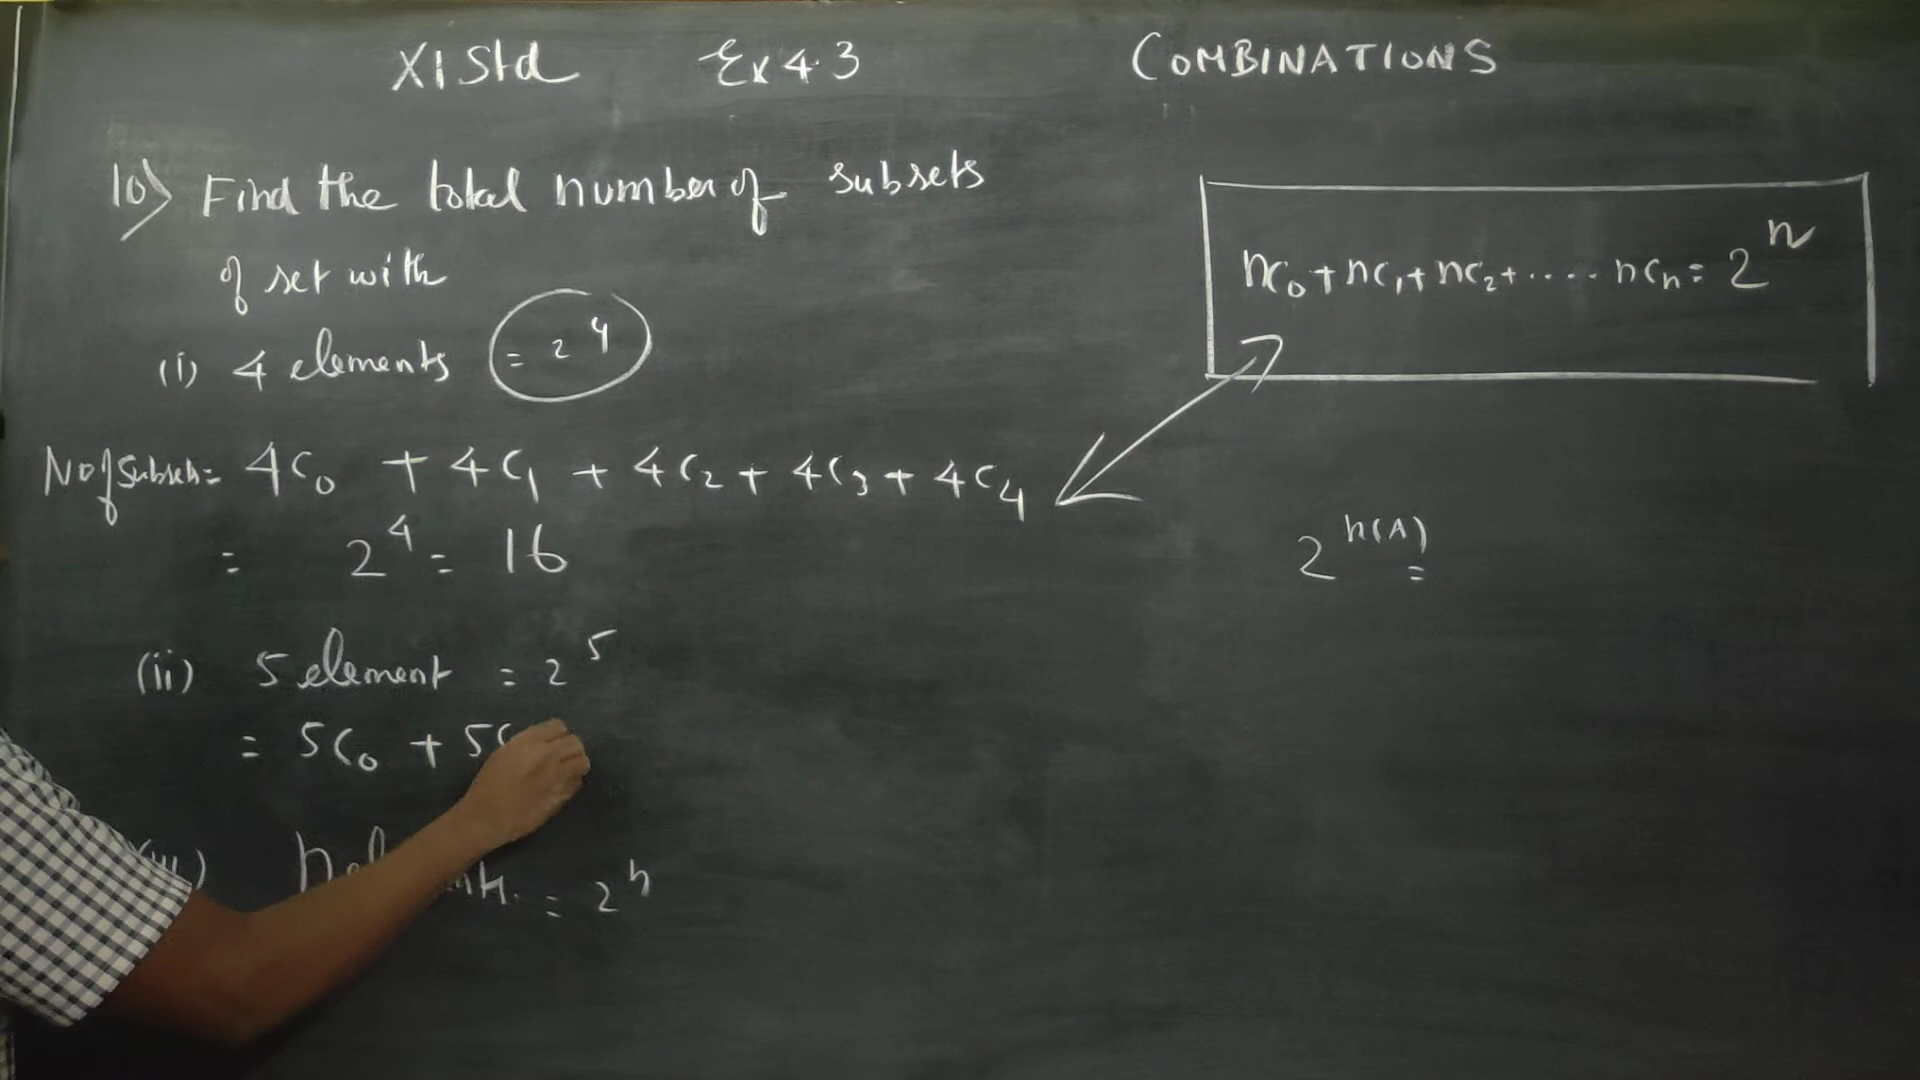 XI Std Ex 4.3 COMBINATIONS
10) Find the total number of subsets
of set with
(i) 4 elements = 2^4
No of Subsets = 4C₀ + 4C₁ + 4C₂ + 4C₃ + 4C₄
= 2^4 = 16
(ii) 5 element = 2^5
= 5C₀ + 5C
n = 2^n
nC₀ + nC₁ + nC₂ + .... nCₙ = 2^n
2^n(A)
=